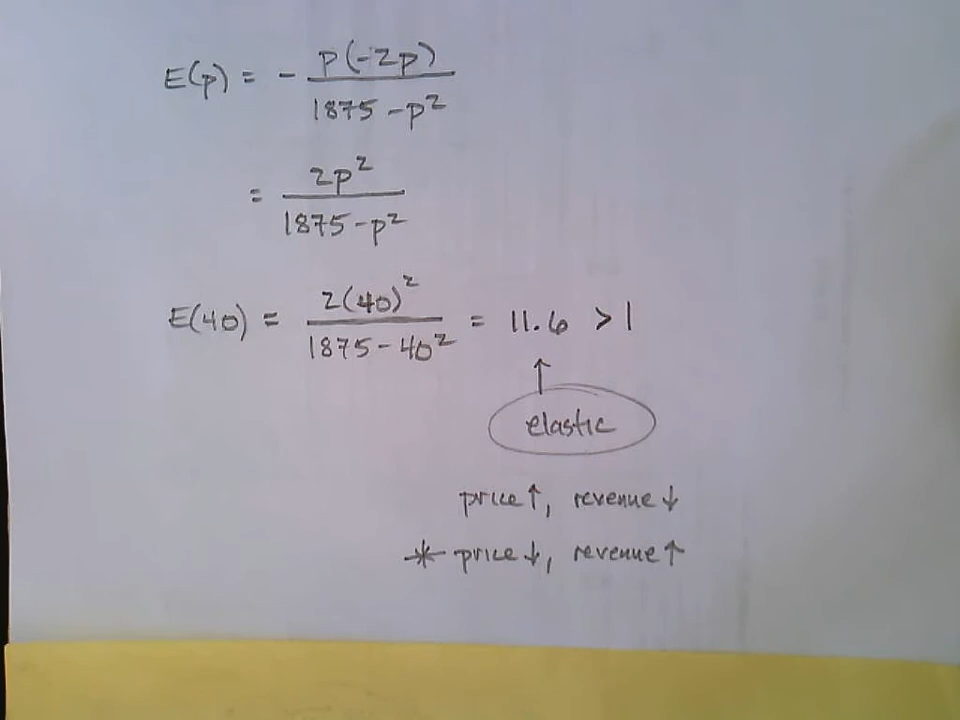 E(p) = - p(-2p) / 1875 - p²
= 2p² / 1875 - p²
E(40) = 2(40)² / 1875 - 40² = 11.6 > 1
↑
elastic
price ↑, revenue ↓
* price ↓, revenue ↑